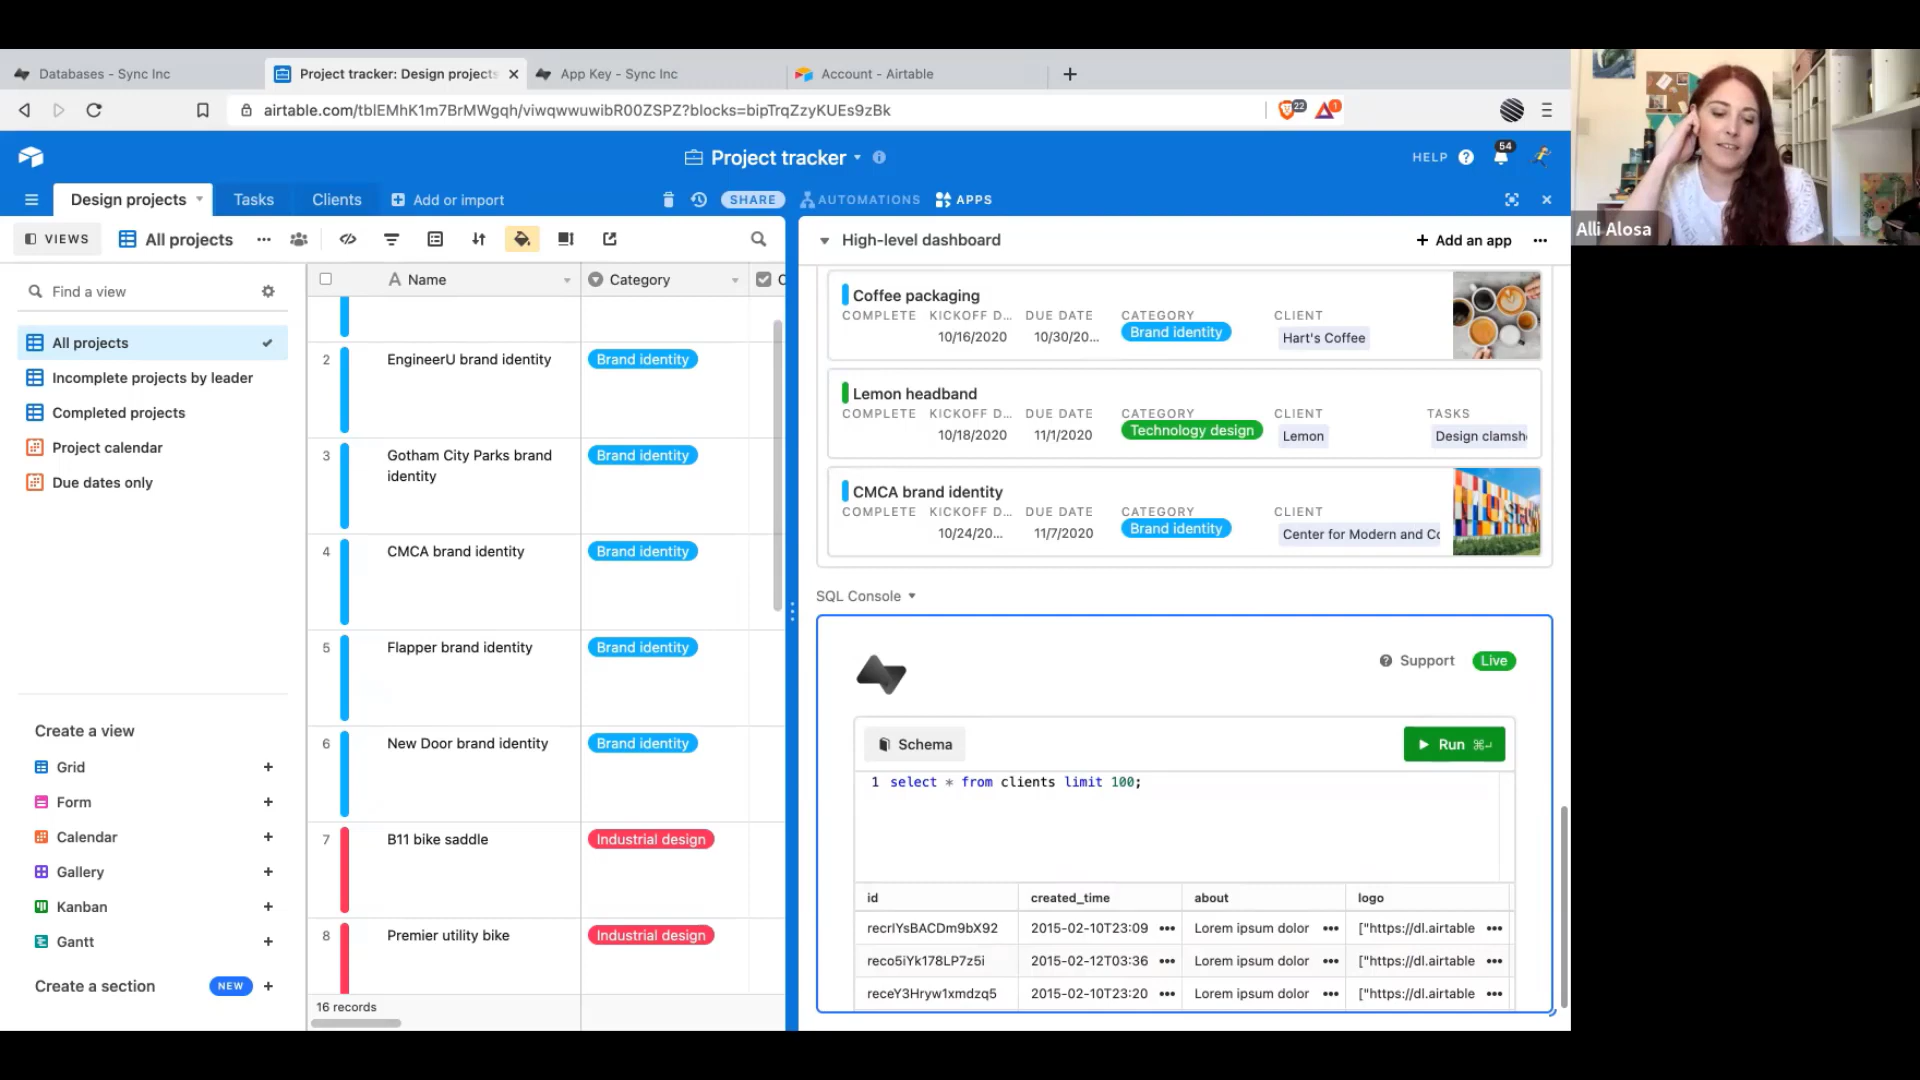 Databases - Sync Inc
Project tracker: Design projects
App Key - Sync Inc
Account - Airtable
airtable.com/tblEMhK1m7BrMWgqh/viwqwwuwibR00ZSPZ?blocks=bipTrqZzyKUEs9zBk
22
1
Project tracker
HELP
54
Design projects
Tasks
Clients
Add or import
SHARE
AUTOMATIONS
APPS
Alli Alosa
VIEWS
All projects
High-level dashboard
Add an app
Find a view
All projects
Incomplete projects by leader
Completed projects
Project calendar
Due dates only
Create a view
Grid
Form
Calendar
Gallery
Kanban
Gantt
Create a section
NEW
Name
Category
C
2 EngineerU brand identity Brand identity
3 Gotham City Parks brand identity Brand identity
4 CMCA brand identity Brand identity
5 Flapper brand identity Brand identity
6 New Door brand identity Brand identity
7 B11 bike saddle Industrial design
8 Premier utility bike Industrial design
16 records
Coffee packaging
COMPLETE KICKOFF D... DUE DATE CATEGORY CLIENT
10/16/2020 10/30/20... Brand identity Hart's Coffee
Lemon headband
COMPLETE KICKOFF D... DUE DATE CATEGORY CLIENT TASKS
10/18/2020 11/1/2020 Technology design Lemon Design clamsh
CMCA brand identity
COMPLETE KICKOFF D... DUE DATE CATEGORY CLIENT
10/24/20... 11/7/2020 Brand identity Center for Modern and Co
SQL Console
Support
Live
Schema
Run
1 select * from clients limit 100;
id created_time about logo
recrIYsBACDm9bX92 2015-02-10T23:09 ••• Lorem ipsum dolor ••• ["https://dl.airtable •••
reco5iYk178LP7z5i 2015-02-12T03:36 ••• Lorem ipsum dolor ••• ["https://dl.airtable •••
receY3Hryw1xmdzq5 2015-02-10T23:20 ••• Lorem ipsum dolor ••• ["https://dl.airtable •••